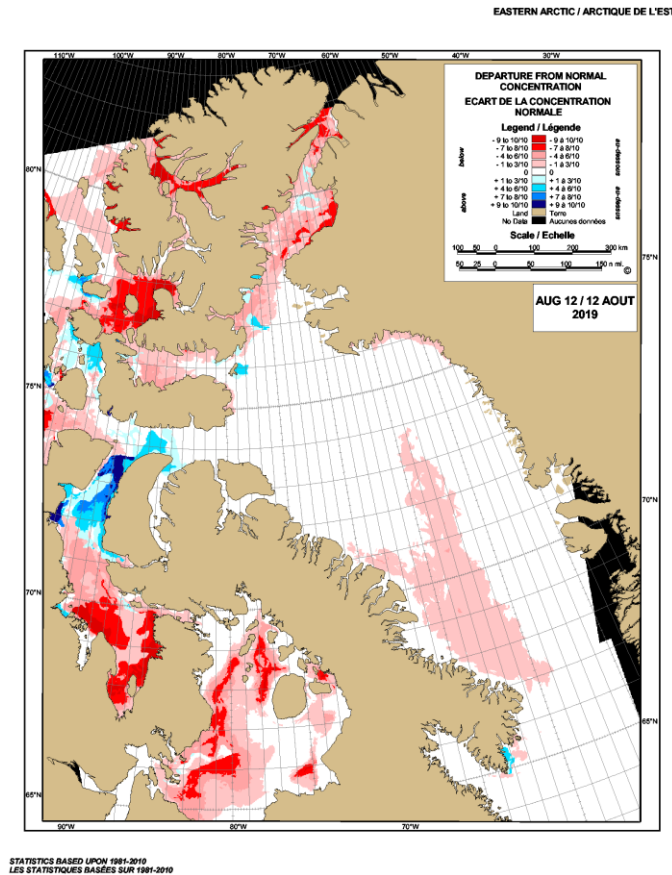 EASTERN ARCTIC / ARCTIQUE DE L'EST
110°W 100°W 90°W 80°W 70°W 60°W 50°W 40°W 30°W
DEPARTURE FROM NORMAL
CONCENTRATION
ECART DE LA CONCENTRATION
NORMALE
Legend / Légende
below
- 9 to 10/10 - 9 à 10/10
- 7 to 8/10 - 7 à 8/10
- 4 to 6/10 - 4 à 6/10
- 1 to 3/10 - 1 à 3/10
0 0
above
+ 1 to 3/10 + 1 à 3/10
+ 4 to 6/10 + 4 à 6/10
+ 7 to 8/10 + 7 à 8/10
+ 9 to 10/10 + 9 à 10/10
Land Terre
No Data Aucunes données
Scale / Echelle
100 50 0 100 200 300 km
50 25 0 50 100 150 n mi.
©
AUG 12 / 12 AOUT
2019
80°N
75°N
75°N
70°N
70°N
65°N
65°N
90°W 80°W 70°W
STATISTICS BASED UPON 1981-2010
LES STATISTIQUES BASÉES SUR 1981-2010